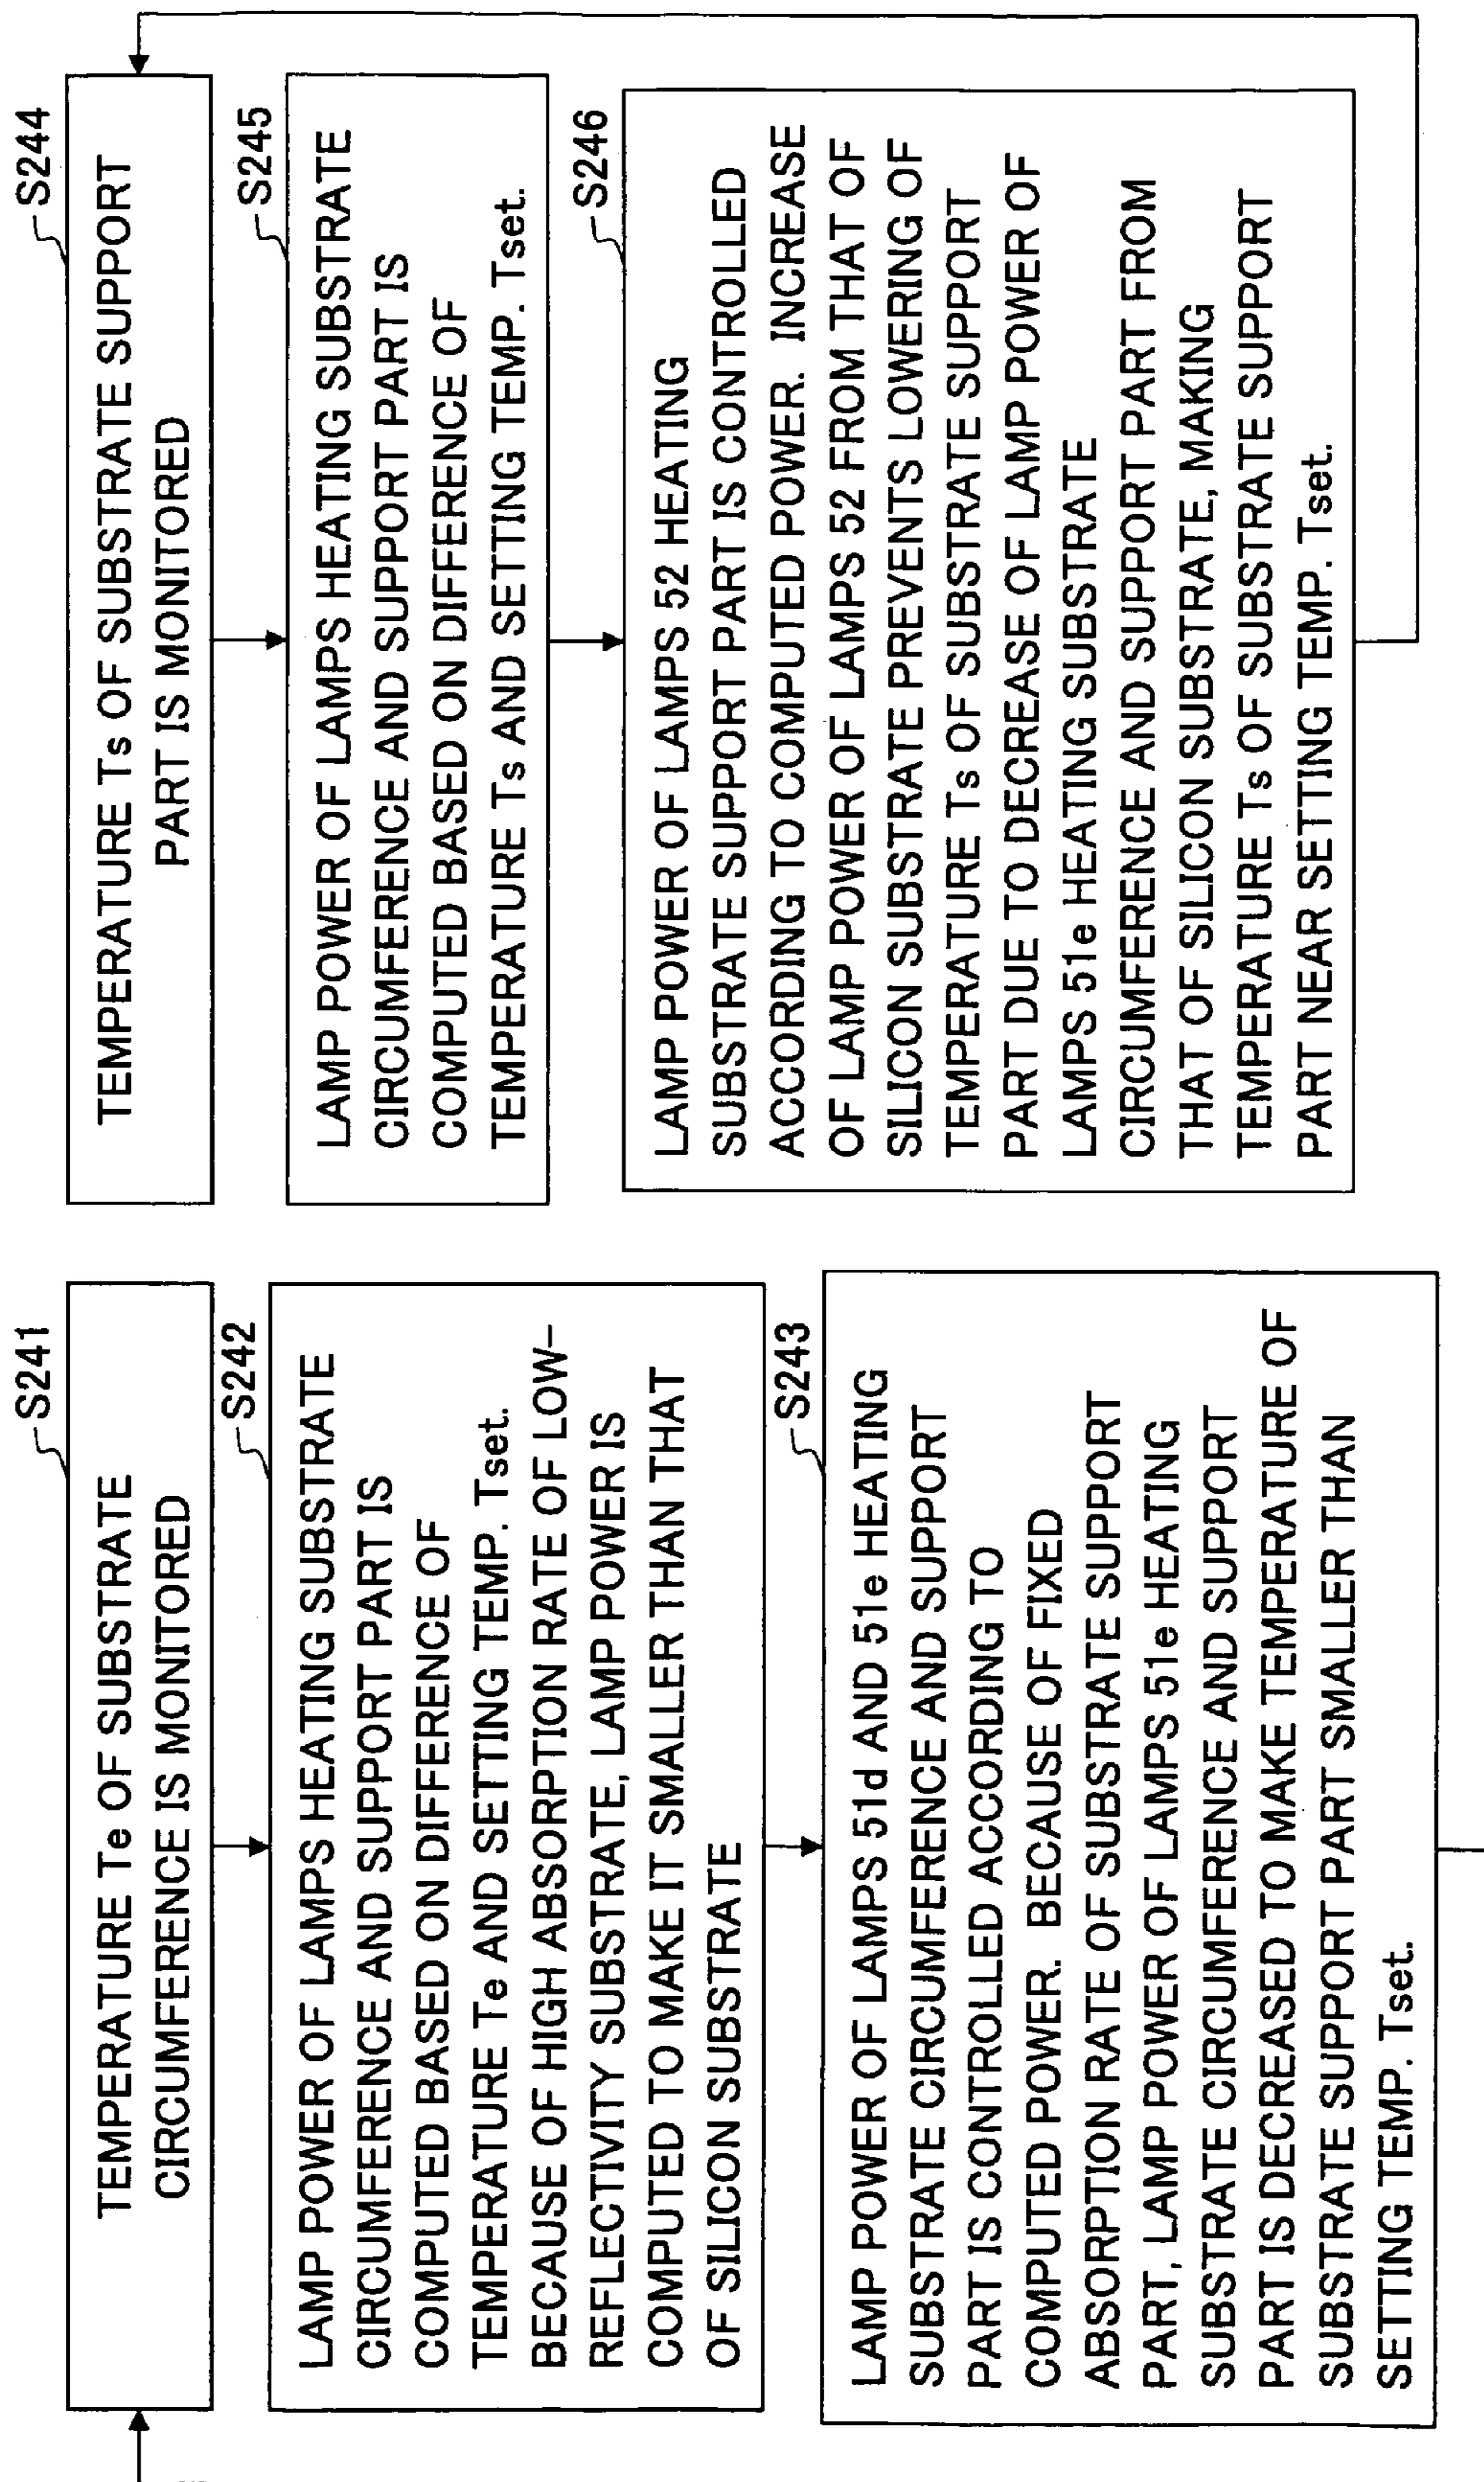 S241
TEMPERATURE Te OF SUBSTRATE
CIRCUMFERENCE IS MONITORED
S242
LAMP POWER OF LAMPS HEATING SUBSTRATE
CIRCUMFERENCE AND SUPPORT PART IS
COMPUTED BASED ON DIFFERENCE OF
TEMPERATURE Te AND SETTING TEMP. Tset.
BECAUSE OF HIGH ABSORPTION RATE OF LOW-
REFLECTIVITY SUBSTRATE, LAMP POWER IS
COMPUTED TO MAKE IT SMALLER THAN THAT
OF SILICON SUBSTRATE
S243
LAMP POWER OF LAMPS 51d AND 51e HEATING
SUBSTRATE CIRCUMFERENCE AND SUPPORT
PART IS CONTROLLED ACCORDING TO
COMPUTED POWER. BECAUSE OF FIXED
ABSORPTION RATE OF SUBSTRATE SUPPORT
PART, LAMP POWER OF LAMPS 51e HEATING
SUBSTRATE CIRCUMFERENCE AND SUPPORT
PART IS DECREASED TO MAKE TEMPERATURE OF
SUBSTRATE SUPPORT PART SMALLER THAN
SETTING TEMP. Tset.
S244
TEMPERATURE Ts OF SUBSTRATE SUPPORT
PART IS MONITORED
S245
LAMP POWER OF LAMPS HEATING SUBSTRATE
CIRCUMFERENCE AND SUPPORT PART IS
COMPUTED BASED ON DIFFERENCE OF
TEMPERATURE Ts AND SETTING TEMP. Tset.
S246
LAMP POWER OF LAMPS 52 HEATING
SUBSTRATE SUPPORT PART IS CONTROLLED
ACCORDING TO COMPUTED POWER. INCREASE
OF LAMP POWER OF LAMPS 52 FROM THAT OF
SILICON SUBSTRATE PREVENTS LOWERING OF
TEMPERATURE Ts OF SUBSTRATE SUPPORT
PART DUE TO DECREASE OF LAMP POWER OF
LAMPS 51e HEATING SUBSTRATE
CIRCUMFERENCE AND SUPPORT PART FROM
THAT OF SILICON SUBSTRATE, MAKING
TEMPERATURE Ts OF SUBSTRATE SUPPORT
PART NEAR SETTING TEMP. Tset.